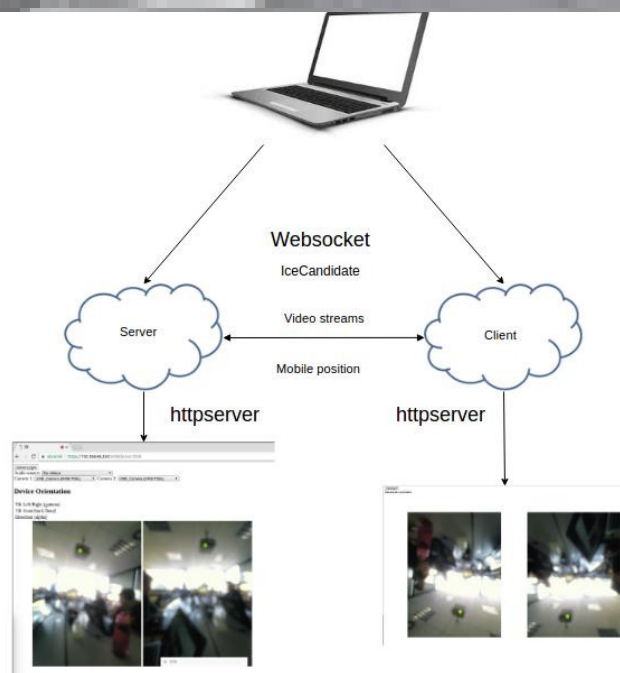 Websocket
IceCandidate
Server
Video streams
Client
Mobile position
httpserver
httpserver
Device Orientation